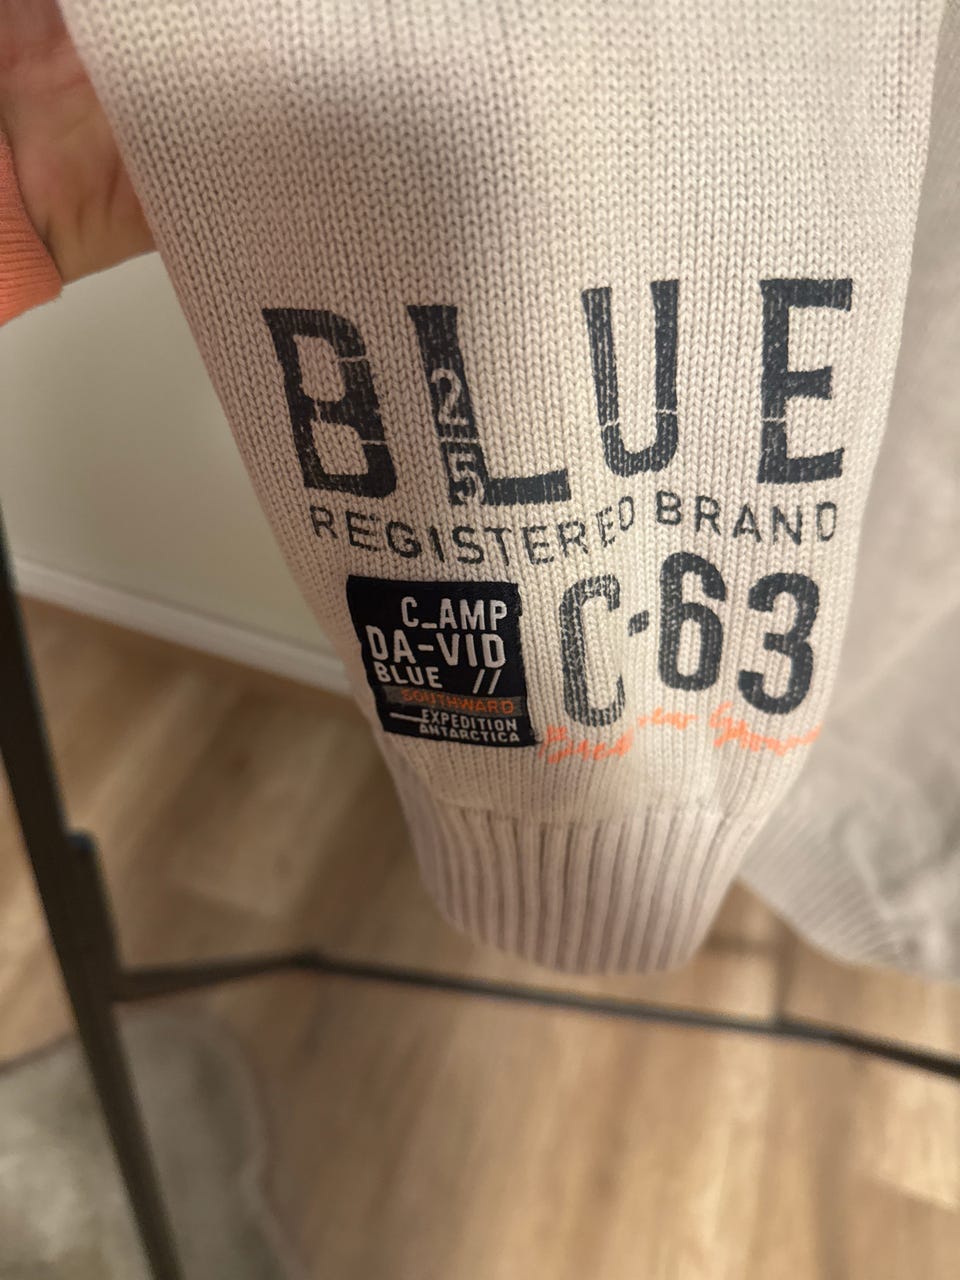 BLUE
25
REGISTERED BRAND
C_AMP
DA-VID
BLUE //
SOUTHWARD
EXPEDITION
ANTARCTICA
C·63